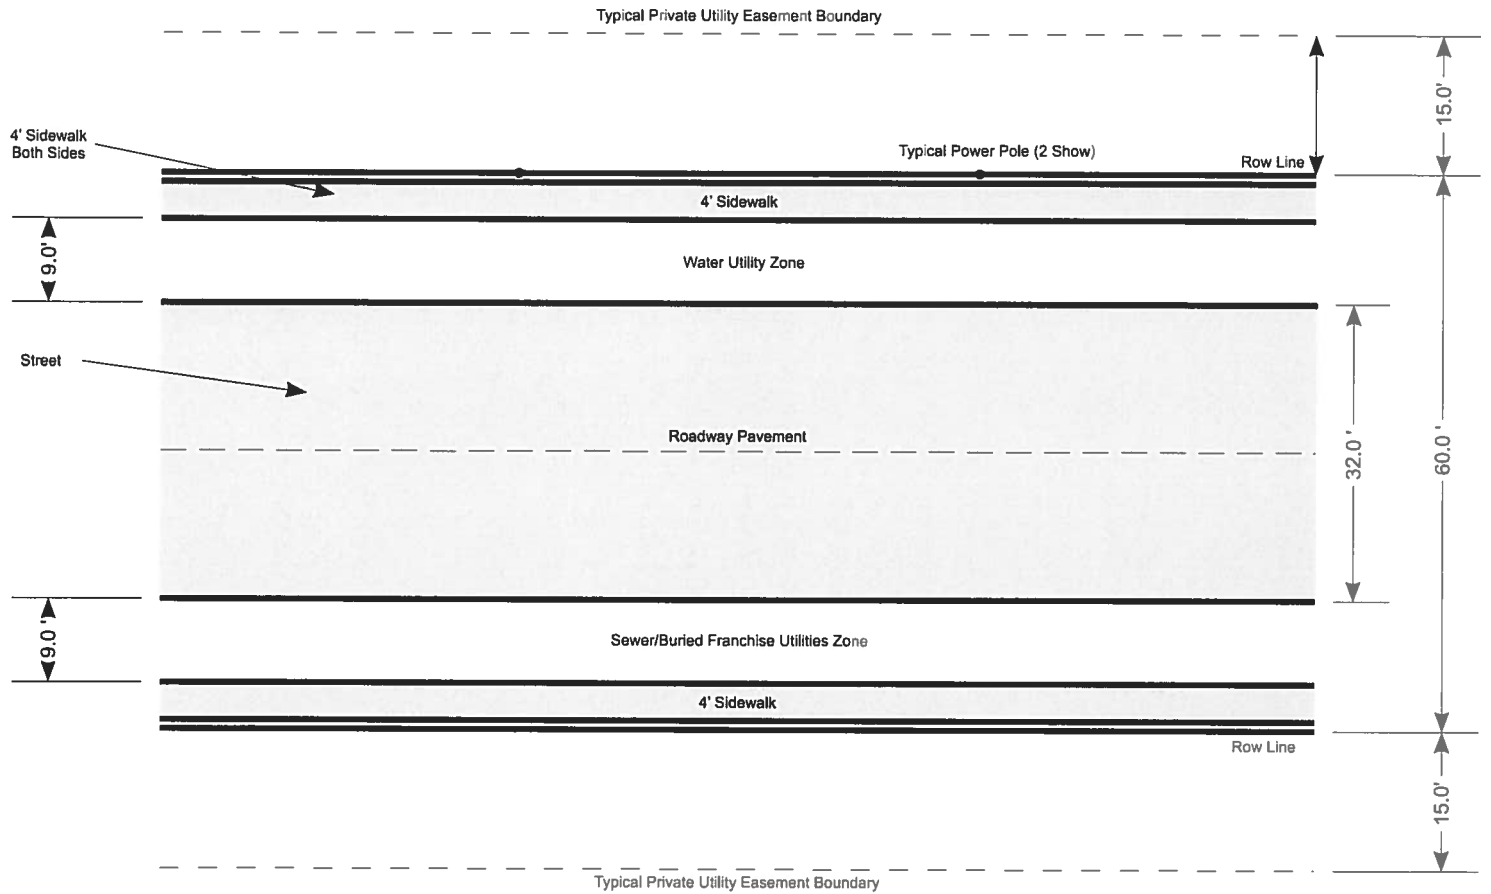 Typical Private Utility Easement Boundary
15.0'
4' Sidewalk
Both Sides
Typical Power Pole (2 Show)
Row Line
4' Sidewalk
9.0'
Water Utility Zone
Street
Roadway Pavement
32.0 '
60.0 '
9.0 '
Sewer/Buried Franchise Utilities Zone
4' Sidewalk
Row Line
15.0'
Typical Private Utility Easement Boundary